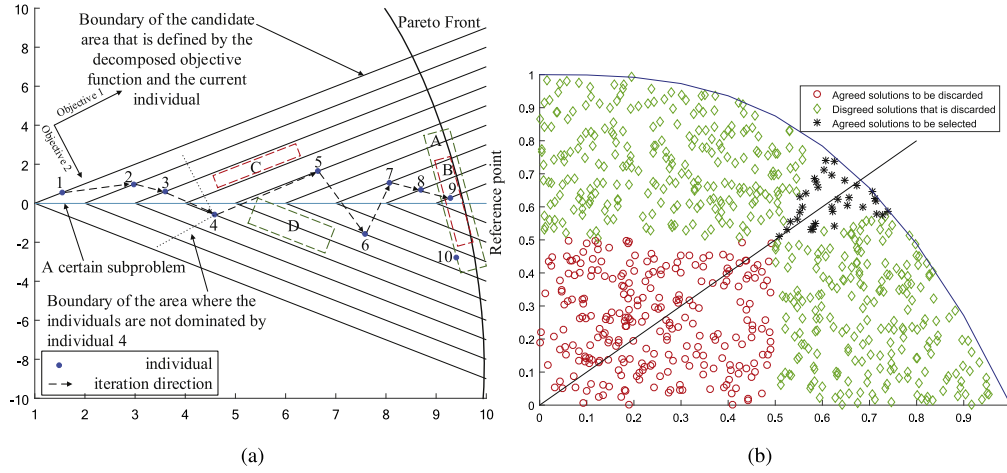 Boundary of the candidate
area that is defined by the
decomposed objective
function and the current
individual
Pareto Front
Objective 1
Objective 2
1
2
3
4
5
6
7
8
9
10
A
B
C
D
A certain subproblem
Boundary of the area where the
individuals are not dominated by
individual 4
individual
iteration direction
10
8
6
4
2
0
-2
-4
-6
-8
-10
1 2 3 4 5 6 7 8 9 10
(a)
Reference point
Agreed solutions to be discarded
Disgreed solutions that is discarded
Agreed solutions to be selected
1
0.9
0.8
0.7
0.6
0.5
0.4
0.3
0.2
0.1
0
0 0.1 0.2 0.3 0.4 0.5 0.6 0.7 0.8 0.9
(b)